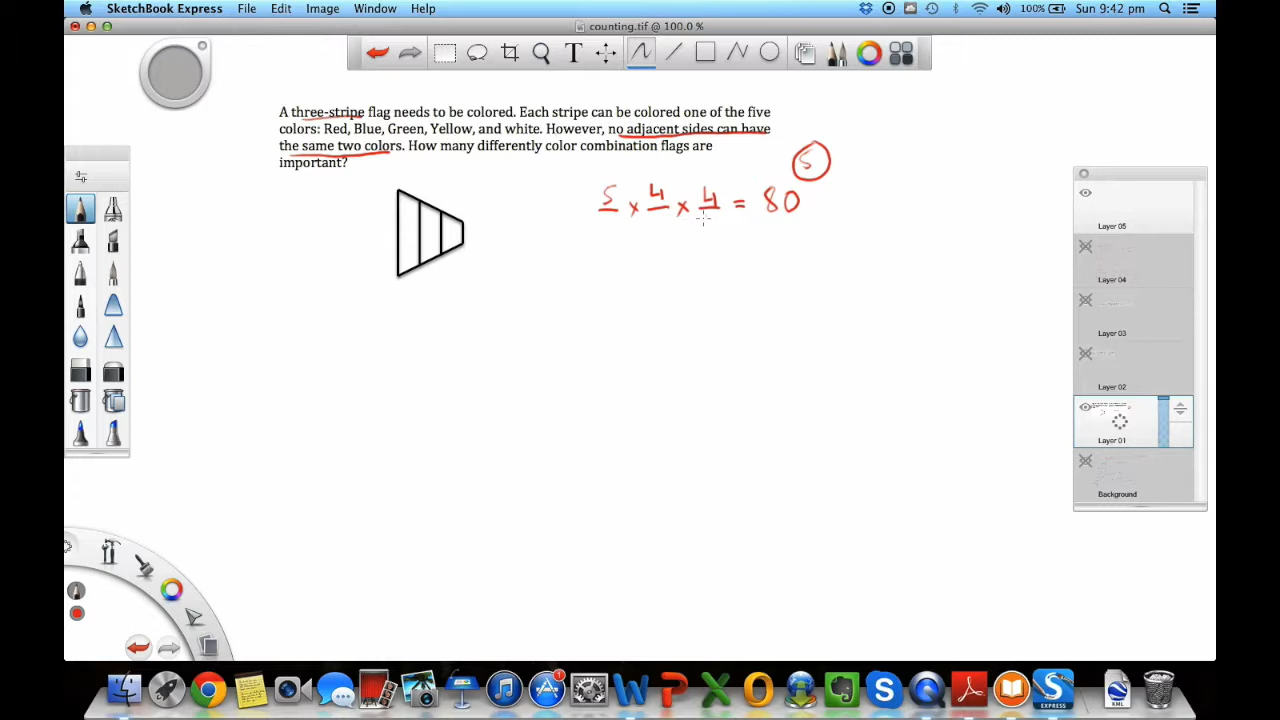 SketchBook Express File Edit Image Window Help 100% Sun 9:42 pm
counting.tif @ 100.0 %
T
A three-stripe flag needs to be colored. Each stripe can be colored one of the five
colors: Red, Blue, Green, Yellow, and white. However, no adjacent sides can have
the same two colors. How many differently color combination flags are
important?
5
5 x 4 x 4 = 80
Layer 05
Layer 04
Layer 03
Layer 02
Layer 01
Background
1
W P X O S S
EXPRESS
KML